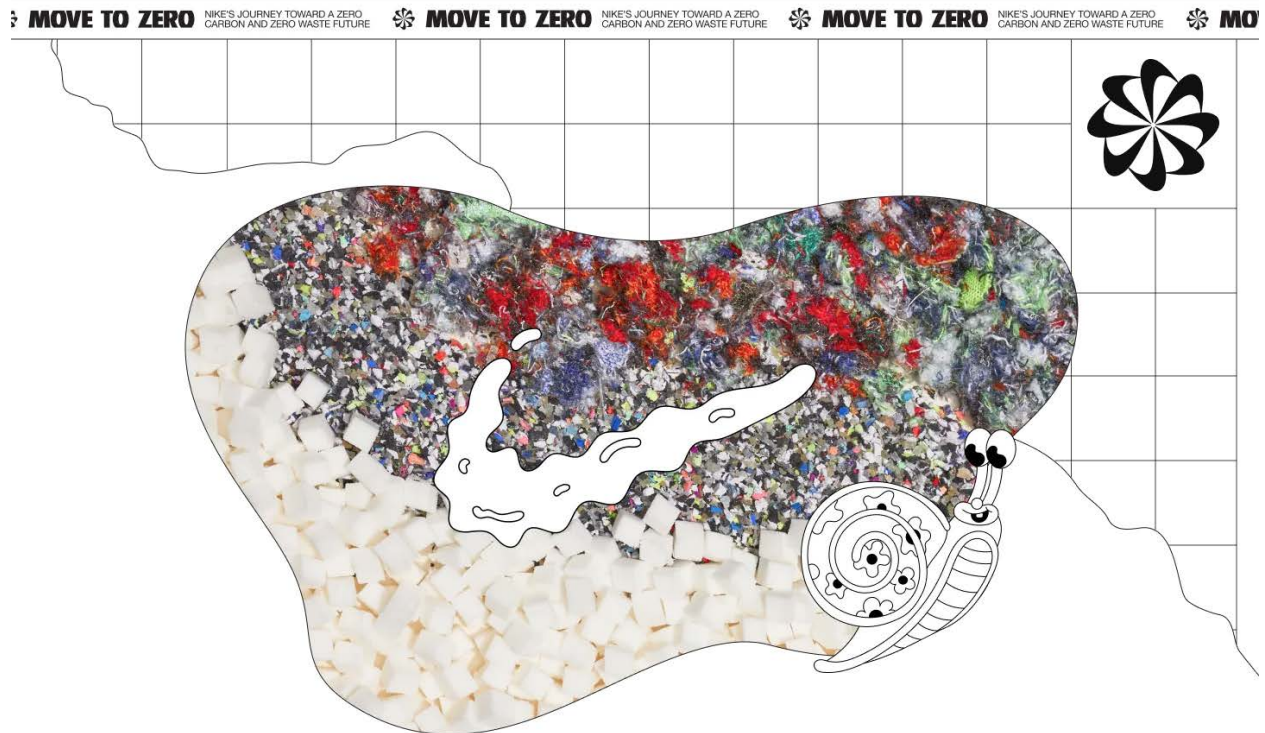 MOVE TO ZERO NIKE'S JOURNEY TOWARD A ZERO
CARBON AND ZERO WASTE FUTURE
MOVE TO ZERO NIKE'S JOURNEY TOWARD A ZERO
CARBON AND ZERO WASTE FUTURE
MOVE TO ZERO NIKE'S JOURNEY TOWARD A ZERO
CARBON AND ZERO WASTE FUTURE
MO